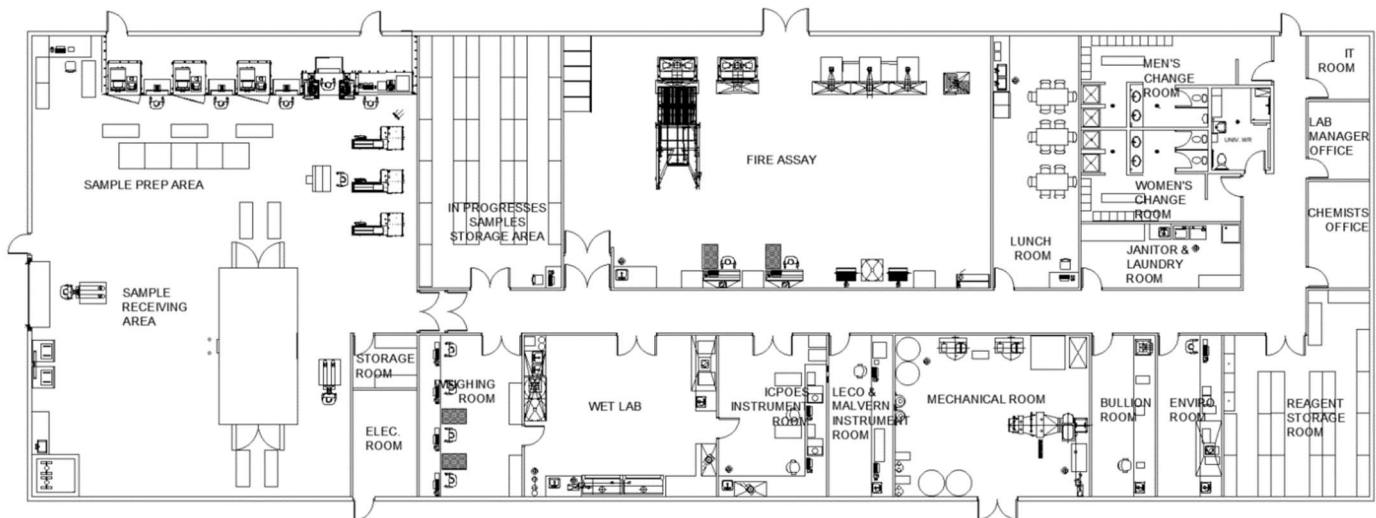 SAMPLE PREP AREA
SAMPLE
RECEIVING
AREA
IN PROGRESSES
SAMPLES
STORAGE AREA
FIRE ASSAY
LUNCH
ROOM
MEN'S
CHANGE
ROOM
UNIV. WR
WOMEN'S
CHANGE
ROOM
JANITOR &
LAUNDRY
ROOM
IT
ROOM
LAB
MANAGER
OFFICE
CHEMISTS
OFFICE
STORAGE
ROOM
ELEC.
ROOM
WEIGHING
ROOM
WET LAB
ICPOES
INSTRUMENT
ROOM
LECO &
MALVERN
INSTRUMENT
ROOM
MECHANICAL ROOM
BULLION
ROOM
ENVIRO
ROOM
REAGENT
STORAGE
ROOM